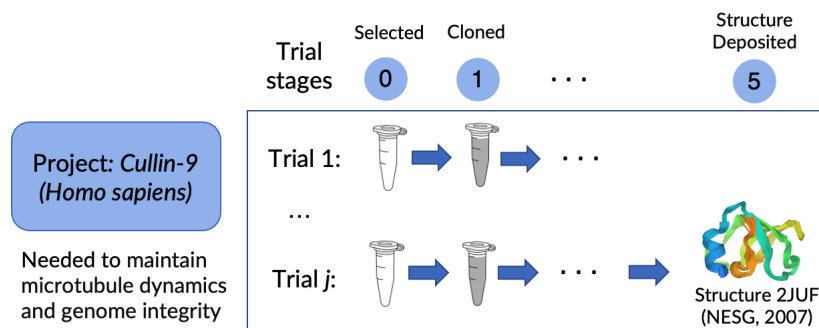 Trial
stages
Selected
0
Cloned
1
. . .
Structure
Deposited
5
Project: Cullin-9
(Homo sapiens)
Needed to maintain
microtubule dynamics
and genome integrity
Trial 1:
. . .
...
Trial j:
. . .
Structure 2JUF
(NESG, 2007)